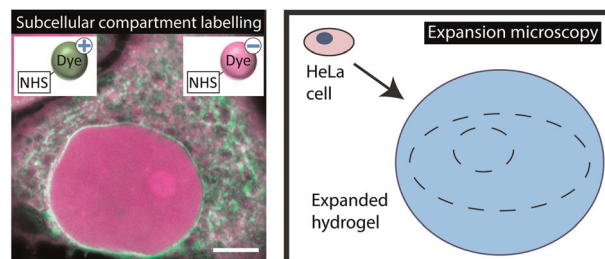 Subcellular compartment labelling
Dye
+
NHS
Dye
−
NHS
Expansion microscopy
HeLa
cell
Expanded
hydrogel